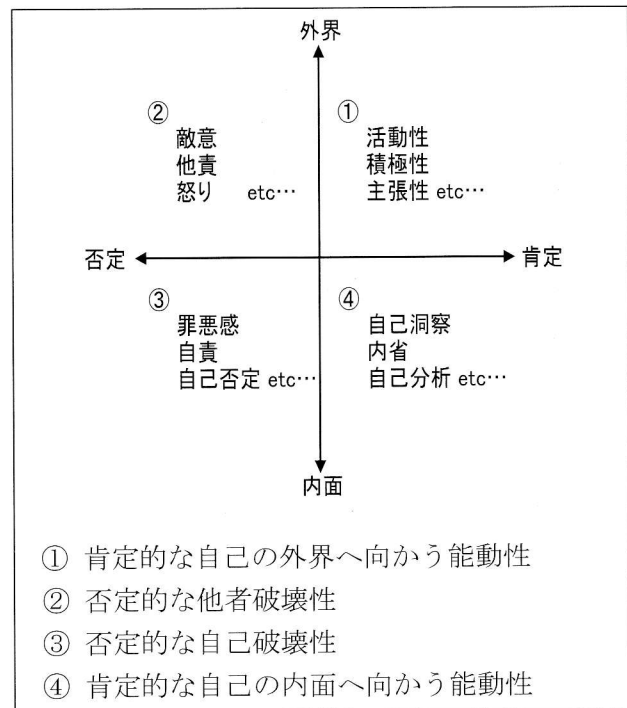 外界
②
敵意
他責
怒り etc…
①
活動性
積極性
主張性 etc…
否定
肯定
③
罪悪感
自責
自己否定 etc…
④
自己洞察
内省
自己分析 etc…
内面
① 肯定的な自己の外界へ向かう能動性
② 否定的な他者破壊性
③ 否定的な自己破壊性
④ 肯定的な自己の内面へ向かう能動性